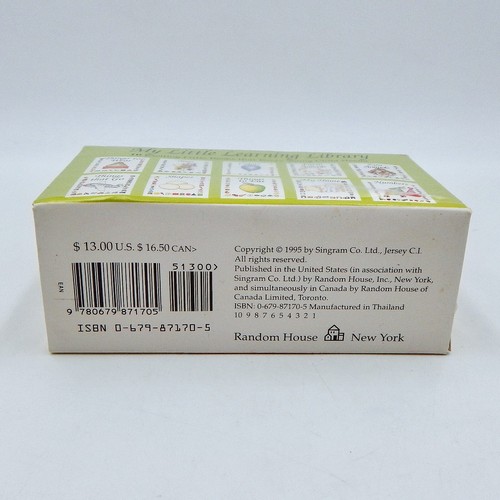 My Little Learning Library
$ 13.00 U.S. $ 16.50 CAN>
51300>
EAN
9 780679 871705
ISBN 0-679-87170-5
Copyright © 1995 by Singram Co. Ltd., Jersey C.I.
All rights reserved.
Published in the United States (in association with
Singram Co. Ltd.) by Random House, Inc., New York,
and simultaneously in Canada by Random House of
Canada Limited, Toronto.
ISBN: 0-679-87170-5 Manufactured in Thailand
10 9 8 7 6 5 4 3 2 1
Random House New York